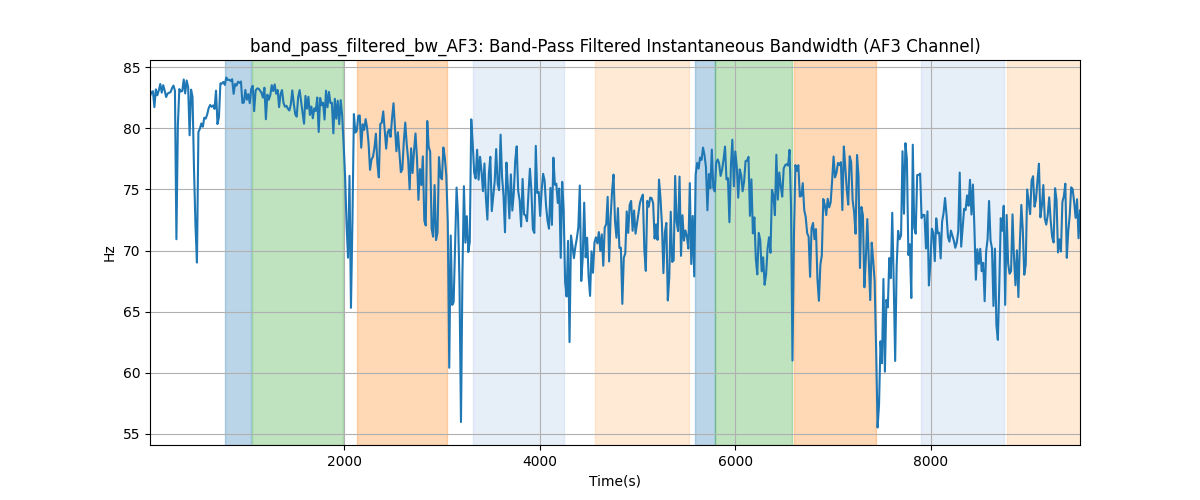 band_pass_filtered_bw_AF3: Band-Pass Filtered Instantaneous Bandwidth (AF3 Channel)
85
80
75
70
65
60
55
Hz
2000 4000 6000 8000
Time(s)